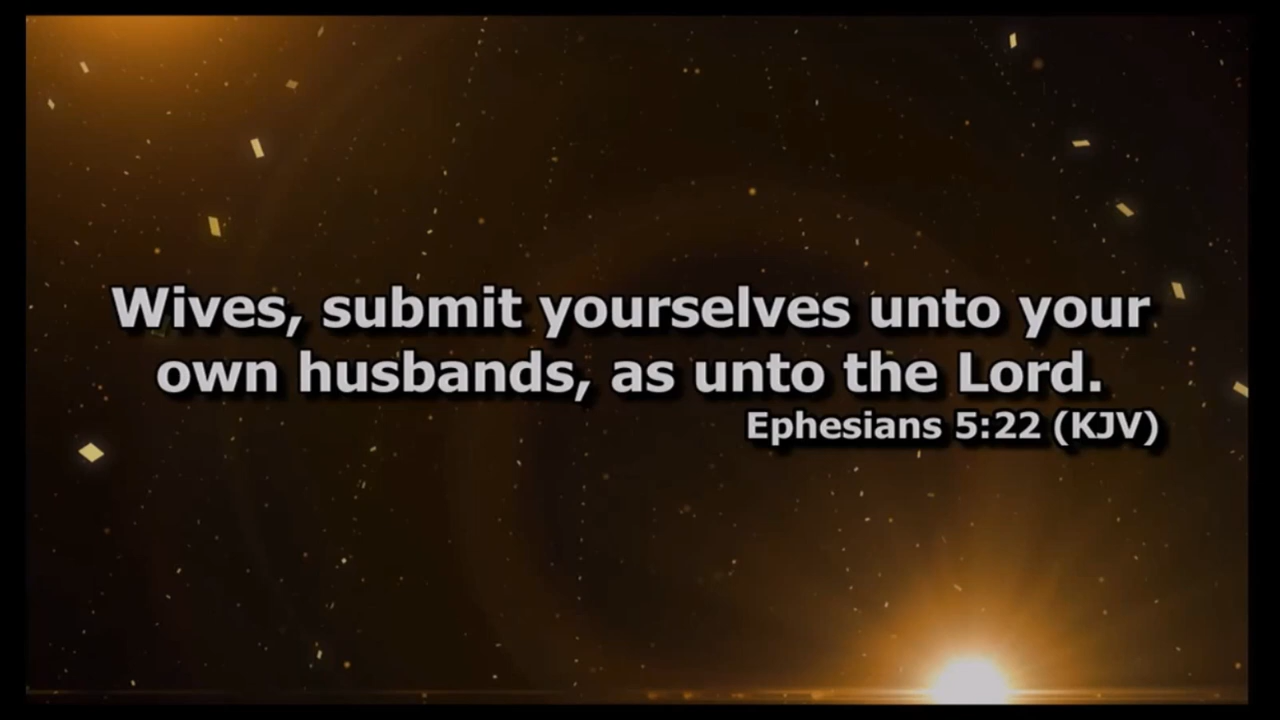 Wives, submit yourselves unto your
own husbands, as unto the Lord.
Ephesians 5:22 (KJV)